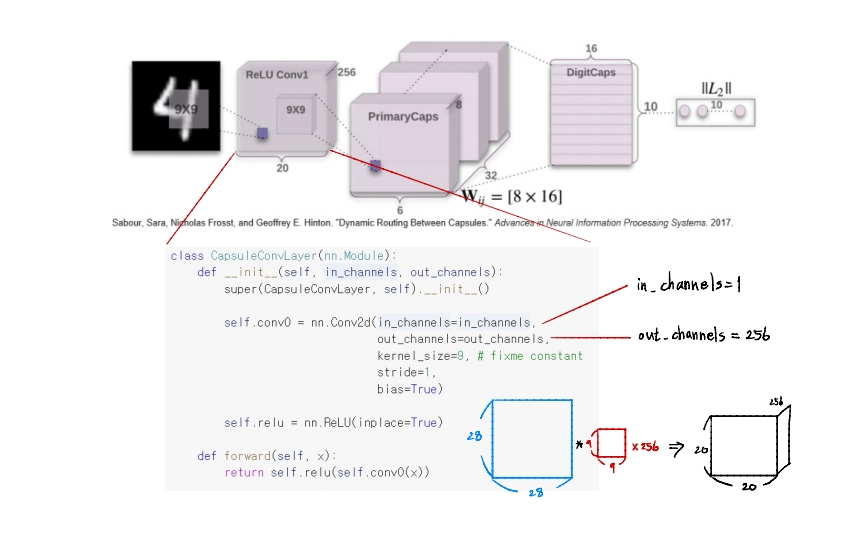 16
ReLU Conv1
256
DigitCaps
||L₂||
9X9
9X9
8
PrimaryCaps
10
10
20
32
6
W_ij = [8 × 16]
Sabour, Sara, Nicholas Frosst, and Geoffrey E. Hinton. "Dynamic Routing Between Capsules." Advances in Neural Information Processing Systems. 2017.
class CapsuleConvLayer(nn.Module):
def __init__(self, in_channels, out_channels):
super(CapsuleConvLayer, self).__init__()
in_channels=1
self.conv0 = nn.Conv2d(in_channels=in_channels,
out_channels=out_channels,
out_channels = 256
kernel_size=9, # fixme constant
stride=1,
bias=True)
self.relu = nn.ReLU(inplace=True)
def forward(self, x):
return self.relu(self.conv0(x))
28
28
*
9
9
x 256
⇒
256
20
20